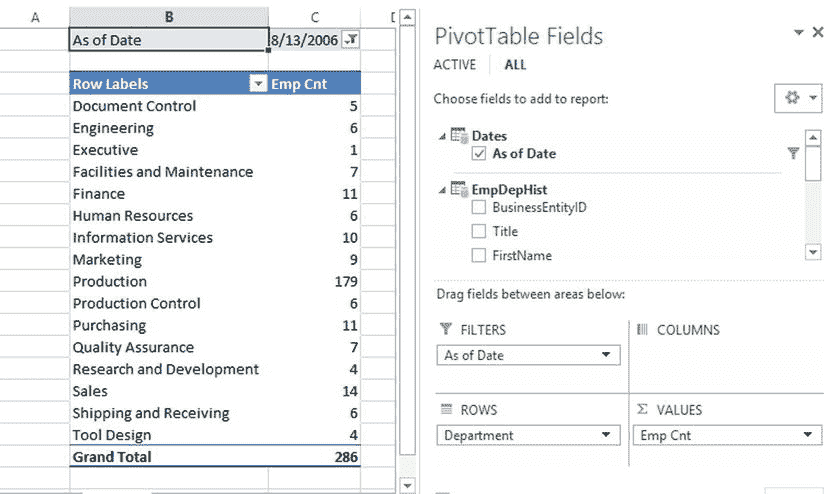 A B C D
As of Date 8/13/2006
Row Labels Emp Cnt
Document Control 5
Engineering 6
Executive 1
Facilities and Maintenance 7
Finance 11
Human Resources 6
Information Services 10
Marketing 9
Production 179
Production Control 6
Purchasing 11
Quality Assurance 7
Research and Development 4
Sales 14
Shipping and Receiving 6
Tool Design 4
Grand Total 286
PivotTable Fields
ACTIVE ALL
Choose fields to add to report:
Dates
As of Date
EmpDepHist
BusinessEntityID
Title
FirstName
Drag fields between areas below:
FILTERS
As of Date
COLUMNS
ROWS
Department
Σ VALUES
Emp Cnt